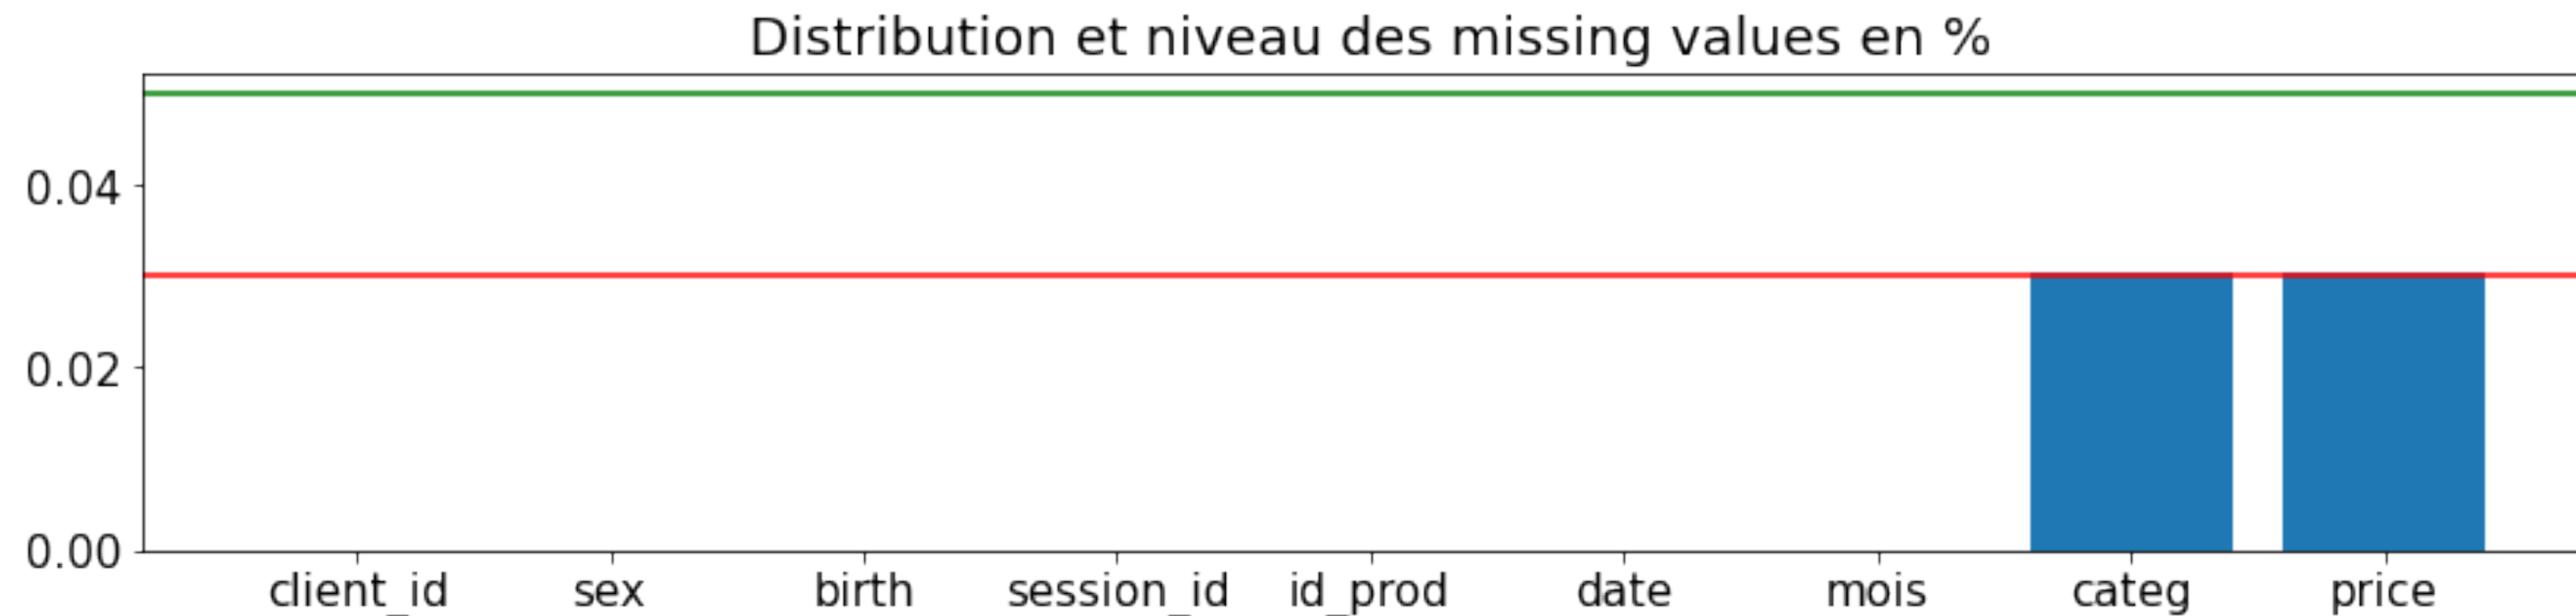 Distribution et niveau des missing values en %
0.04
0.02
0.00
client_id sex birth session_id id_prod date mois categ price